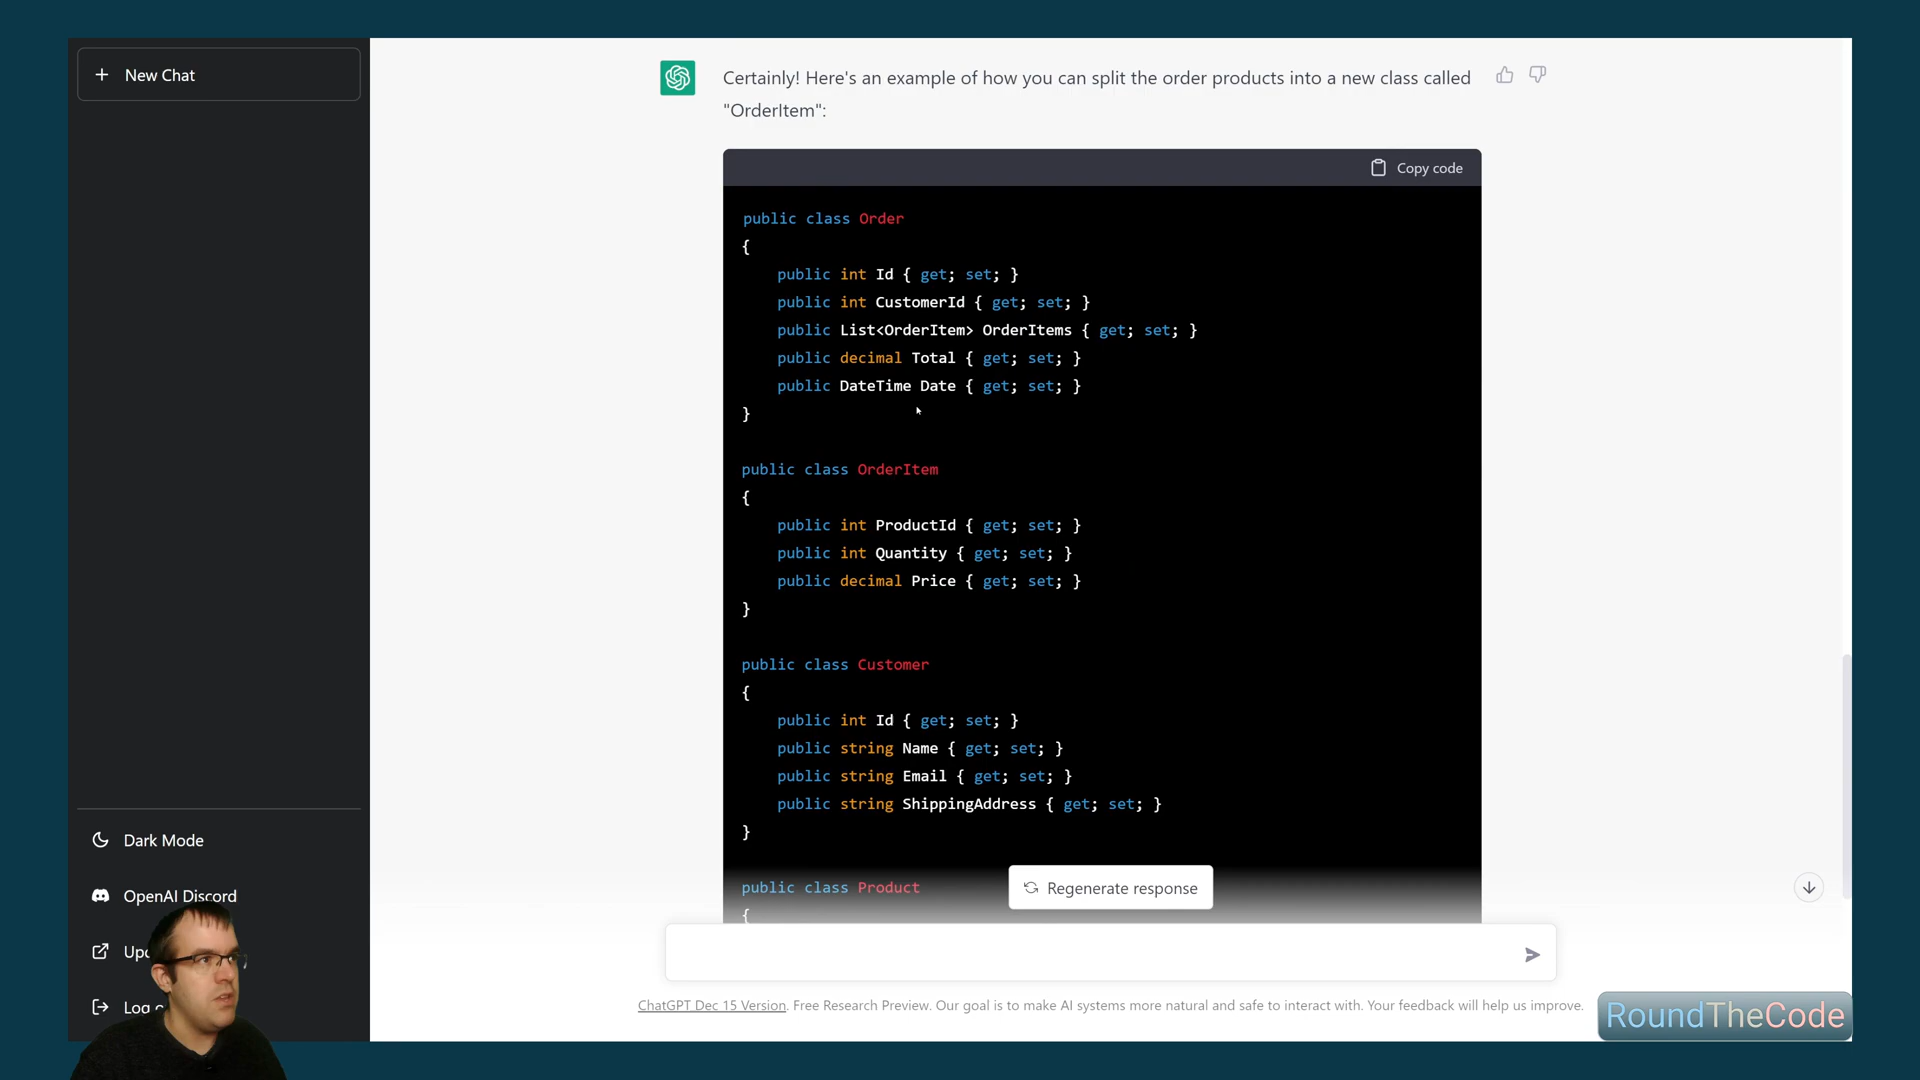 New Chat
Certainly! Here's an example of how you can split the order products into a new class called
"OrderItem":
Copy code
public class Order
{
    public int Id { get; set; }
    public int CustomerId { get; set; }
    public List<OrderItem> OrderItems { get; set; }
    public decimal Total { get; set; }
    public DateTime Date { get; set; }
}
public class OrderItem
{
    public int ProductId { get; set; }
    public int Quantity { get; set; }
    public decimal Price { get; set; }
}
public class Customer
{
    public int Id { get; set; }
    public string Name { get; set; }
    public string Email { get; set; }
    public string ShippingAddress { get; set; }
}
public class Product
{
Regenerate response
Dark Mode
OpenAI Discord
ChatGPT Dec 15 Version. Free Research Preview. Our goal is to make AI systems more natural and safe to interact with. Your feedback will help us improve.
RoundTheCode